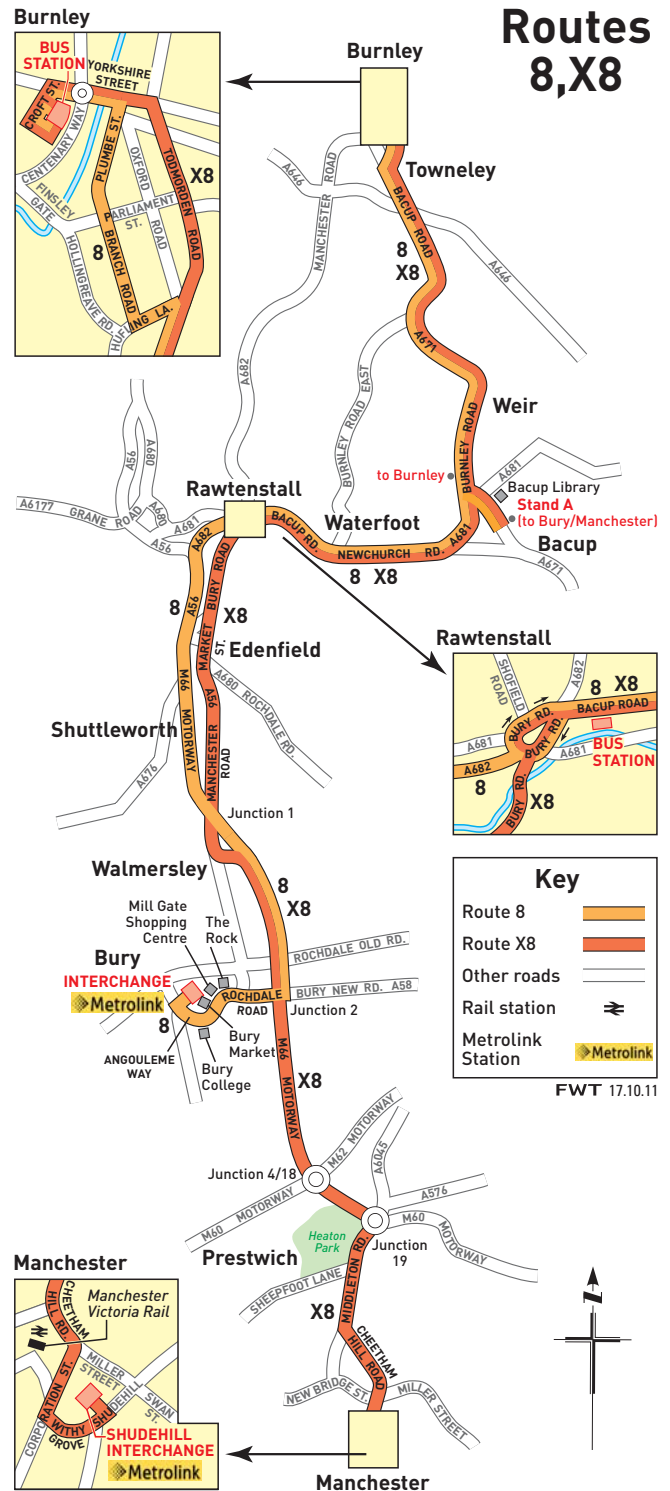 Routes
8,X8
Burnley
BUS
STATION
YORKSHIRE
STREET
CROFT ST.
CENTENARY WAY
PLUMBE ST.
OXFORD
ROAD
TODMORDEN
ROAD
X8
FINSLEY
GATE
PARLIAMENT
ST.
8
BRANCH ROAD
HOLLINGREAVE RD.
HUFLING LA.
Burnley
Towneley
A646
MANCHESTER ROAD
BACUP ROAD
8
X8
A646
A671
A682
BURNLEY ROAD EAST
Weir
BURNLEY ROAD
to Burnley
A681
Bacup Library
Stand A
(to Bury/Manchester)
Bacup
A671
A56
A680
A6177
GRANE ROAD
A680
A681
A56
Rawtenstall
A682
BACUP RD.
Waterfoot
NEWCHURCH RD.
A681
8 X8
8
A56
BURY ROAD
X8
MARKET
ST.
Edenfield
A680 ROCHDALE RD.
M66
MOTORWAY
A56
MANCHESTER
ROAD
Shuttleworth
A676
Junction 1
Rawtenstall
SHOFIELD
ROAD
A682
8 X8
BACUP ROAD
BURY RD.
BURY RD.
A681
A681
A682
BUS
STATION
8
X8
BURY RD.
Walmersley
8
X8
Mill Gate
Shopping
Centre
The
Rock
Bury
INTERCHANGE
Metrolink
ROCHDALE OLD RD.
ROCHDALE
ROAD
BURY NEW RD. A58
Junction 2
8
Bury
Market
ANGOULEME
WAY
Bury
College
M66
MOTORWAY
X8
Key
Route 8
Route X8
Other roads
Rail station
Metrolink
Station
Metrolink
FWT 17.10.11
Junction 4/18
M62 MOTORWAY
A6045
A576
M60 MOTORWAY
M60
MOTORWAY
Heaton
Park
Prestwich
Junction
19
SHEEPFOOT LANE
MIDDLETON RD.
X8
CHEETHAM
HILL ROAD
NEW BRIDGE ST.
MILLER STREET
Manchester
N
Manchester
Manchester
Victoria Rail
CHEETHAM
HILL RD.
MILLER
STREET
SWAN
ST.
CORPORATION ST.
SHUDEHILL
WITHY
GROVE
SHUDEHILL
INTERCHANGE
Metrolink